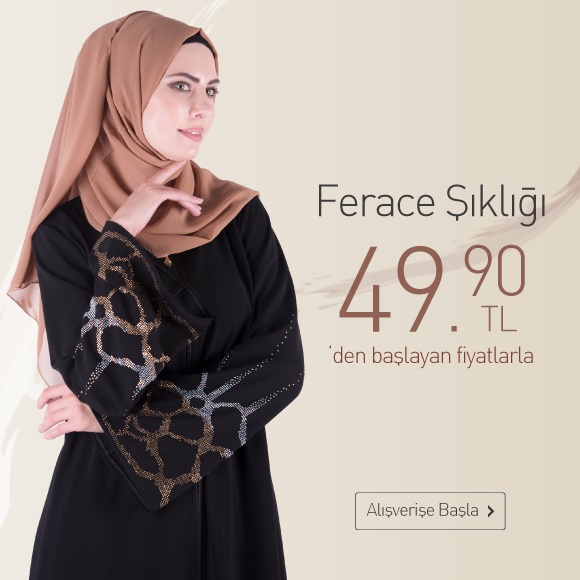 Ferace Şıklığı
49.90
TL
'den başlayan fiyatlarla
Alışverişe Başla >